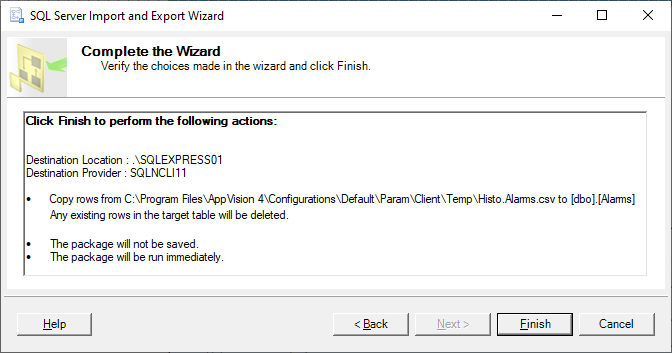 SQL Server Import and Export Wizard
Complete the Wizard
Verify the choices made in the wizard and click Finish.
Click Finish to perform the following actions:
Destination Location : .\SQLEXPRESS01
Destination Provider : SQLNCLI11
• Copy rows from C:\Program Files\AppVision 4\Configurations\Default\Param\Client\Temp\Histo.Alarms.csv to [dbo].[Alarms]
Any existing rows in the target table will be deleted.
• The package will not be saved.
• The package will be run immediately.
Help
< Back
Next >
Finish
Cancel